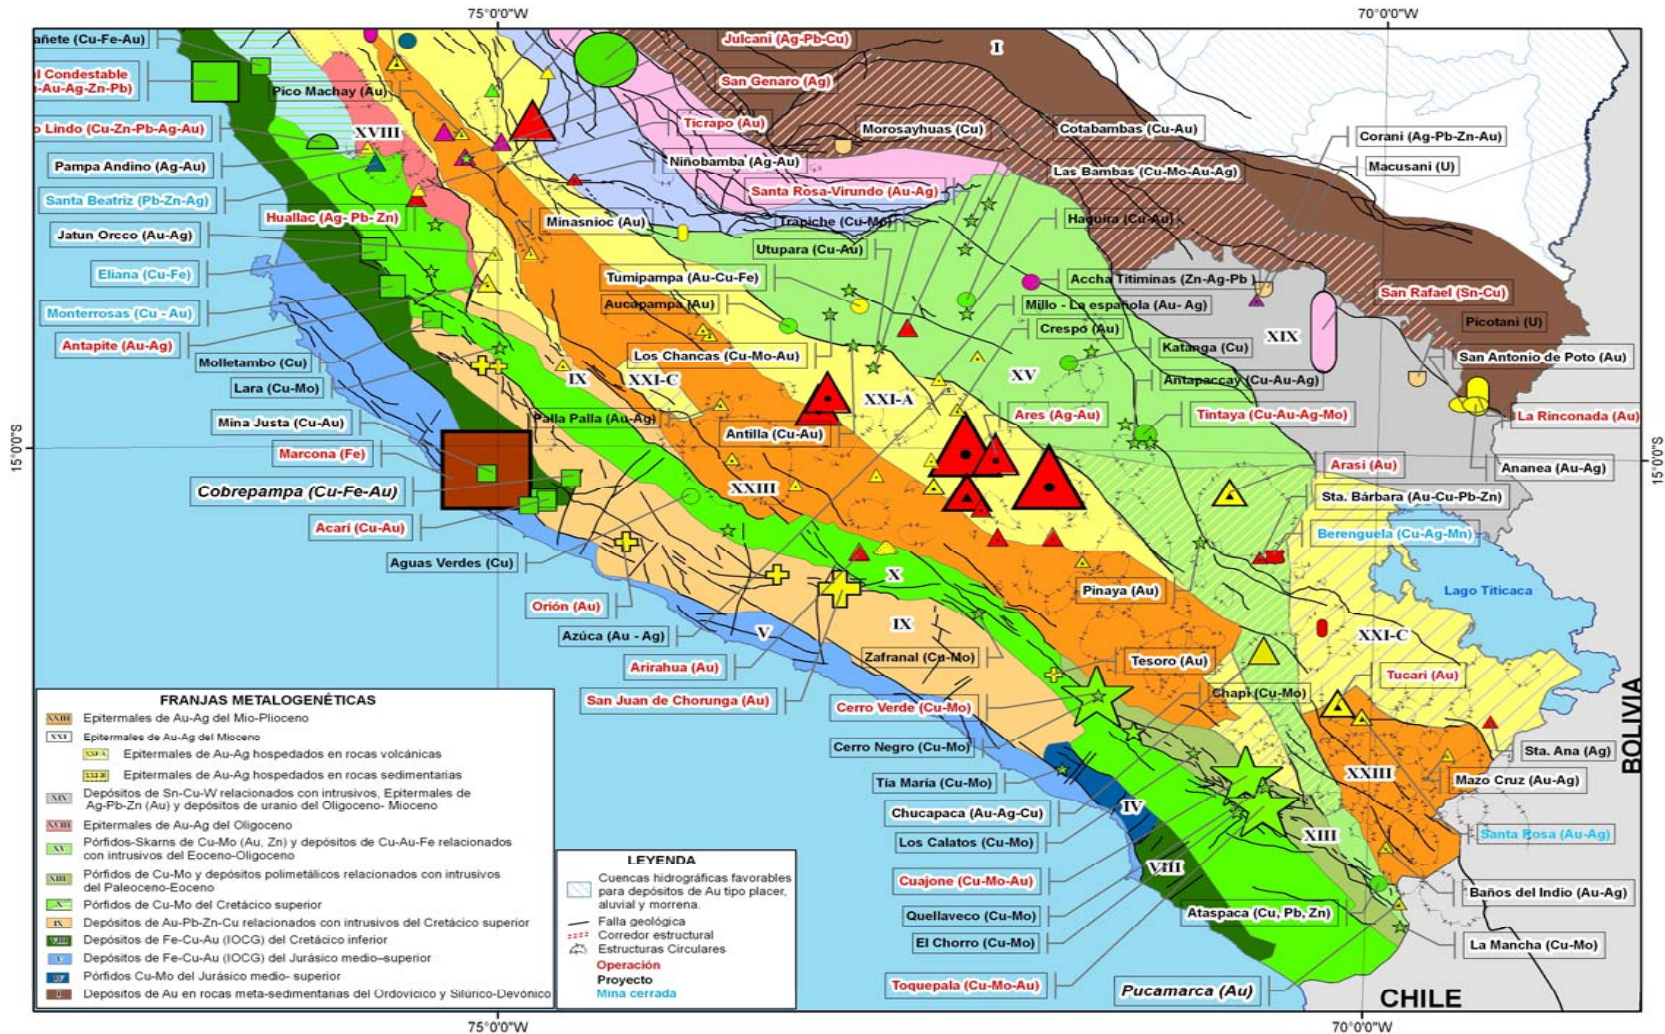 75°0'0"W
70°0'0"W
añete (Cu-Fe-Au)
Julcani (Ag-Pb-Cu)
I
l Condestable
-Au-Ag-Zn-Pb)
San Genaro (Ag)
Pico Machay (Au)
o Lindo (Cu-Zn-Pb-Ag-Au)
XVIII
Ticrapo (Au)
Morosayhuas (Cu)
Cotabambas (Cu-Au)
Corani (Ag-Pb-Zn-Au)
Pampa Andino (Ag-Au)
Niñobamba (Ag-Au)
Las Bambas (Cu-Mo-Au-Ag)
Macusani (U)
Santa Beatriz (Pb-Zn-Ag)
Santa Rosa-Virundo (Au-Ag)
Huallac (Ag- Pb- Zn)
Minasnioc (Au)
Trapiche (Cu-Mo)
Haquira (Cu-Au)
Jatun Orcco (Au-Ag)
Utupara (Cu-Au)
Eliana (Cu-Fe)
Tumipampa (Au-Cu-Fe)
Accha Titiminas (Zn-Ag-Pb )
San Rafael (Sn-Cu)
Monterrosas (Cu - Au)
Aucapampa (Au)
Millo - La española (Au- Ag)
Picotani (U)
Crespo (Au)
XIX
Antapite (Au-Ag)
Los Chancas (Cu-Mo-Au)
Katanga (Cu)
San Antonio de Poto (Au)
Molletambo (Cu)
IX
XXI-C
XV
Antapaccay (Cu-Au-Ag)
Lara (Cu-Mo)
XXI-A
Mina Justa (Cu-Au)
Palla Palla (Au-Ag)
Ares (Ag-Au)
Tintaya (Cu-Au-Ag-Mo)
La Rinconada (Au)
Antilla (Cu-Au)
15°0'0"S
15°0'0"S
Marcona (Fe)
Arasi (Au)
Ananea (Au-Ag)
Cobrepampa (Cu-Fe-Au)
XXIII
Sta. Bárbara (Au-Cu-Pb-Zn)
Acarí (Cu-Au)
Berenguela (Cu-Ag-Mn)
Aguas Verdes (Cu)
X
Pinaya (Au)
Lago Titicaca
Orión (Au)
Azúca (Au - Ag)
V
IX
XXI-C
Arirahua (Au)
Zafranal (Cu-Mo)
Tesoro (Au)
Tucari (Au)
San Juan de Chorunga (Au)
Cerro Verde (Cu-Mo)
Chapi (Cu-Mo)
BOLIVIA
Cerro Negro (Cu-Mo)
Sta. Ana (Ag)
Tía María (Cu-Mo)
XXIII
Mazo Cruz (Au-Ag)
Chucapaca (Au-Ag-Cu)
IV
XIII
Santa Rosa (Au-Ag)
Los Calatos (Cu-Mo)
VIII
Cuajone (Cu-Mo-Au)
Baños del Indio (Au-Ag)
Quellaveco (Cu-Mo)
Ataspaca (Cu, Pb, Zn)
El Chorro (Cu-Mo)
La Mancha (Cu-Mo)
Toquepala (Cu-Mo-Au)
Pucamarca (Au)
CHILE
FRANJAS METALOGENÉTICAS
XXIII Epitermales de Au-Ag del Mio-Plioceno
XXI Epitermales de Au-Ag del Mioceno
XXI-A Epitermales de Au-Ag hospedados en rocas volcánicas
XXI-B Epitermales de Au-Ag hospedados en rocas sedimentarias
XIX Depósitos de Sn-Cu-W relacionados con intrusivos, Epitermales de
Ag-Pb-Zn (Au) y depósitos de uranio del Oligoceno- Mioceno
XVIII Epitermales de Au-Ag del Oligoceno
XV Pórfidos-Skarns de Cu-Mo (Au, Zn) y depósitos de Cu-Au-Fe relacionados
con intrusivos del Eoceno-Oligoceno
XIII Pórfidos de Cu-Mo y depósitos polimetálicos relacionados con intrusivos
del Paleoceno-Eoceno
X Pórfidos de Cu-Mo del Cretácico superior
IX Depósitos de Au-Pb-Zn-Cu relacionados con intrusivos del Cretácico superior
VIII Depósitos de Fe-Cu-Au (IOCG) del Cretácico inferior
V Depósitos de Fe-Cu-Au (IOCG) del Jurásico medio–superior
IV Pórfidos Cu-Mo del Jurásico medio- superior
I Depósitos de Au en rocas meta-sedimentarias del Ordovícico y Silúrico-Devónico
LEYENDA
Cuencas hidrográficas favorables
para depósitos de Au tipo placer,
aluvial y morrena.
Falla geológica
Corredor estructural
Estructuras Circulares
Operación
Proyecto
Mina cerrada
75°0'0"W
70°0'0"W